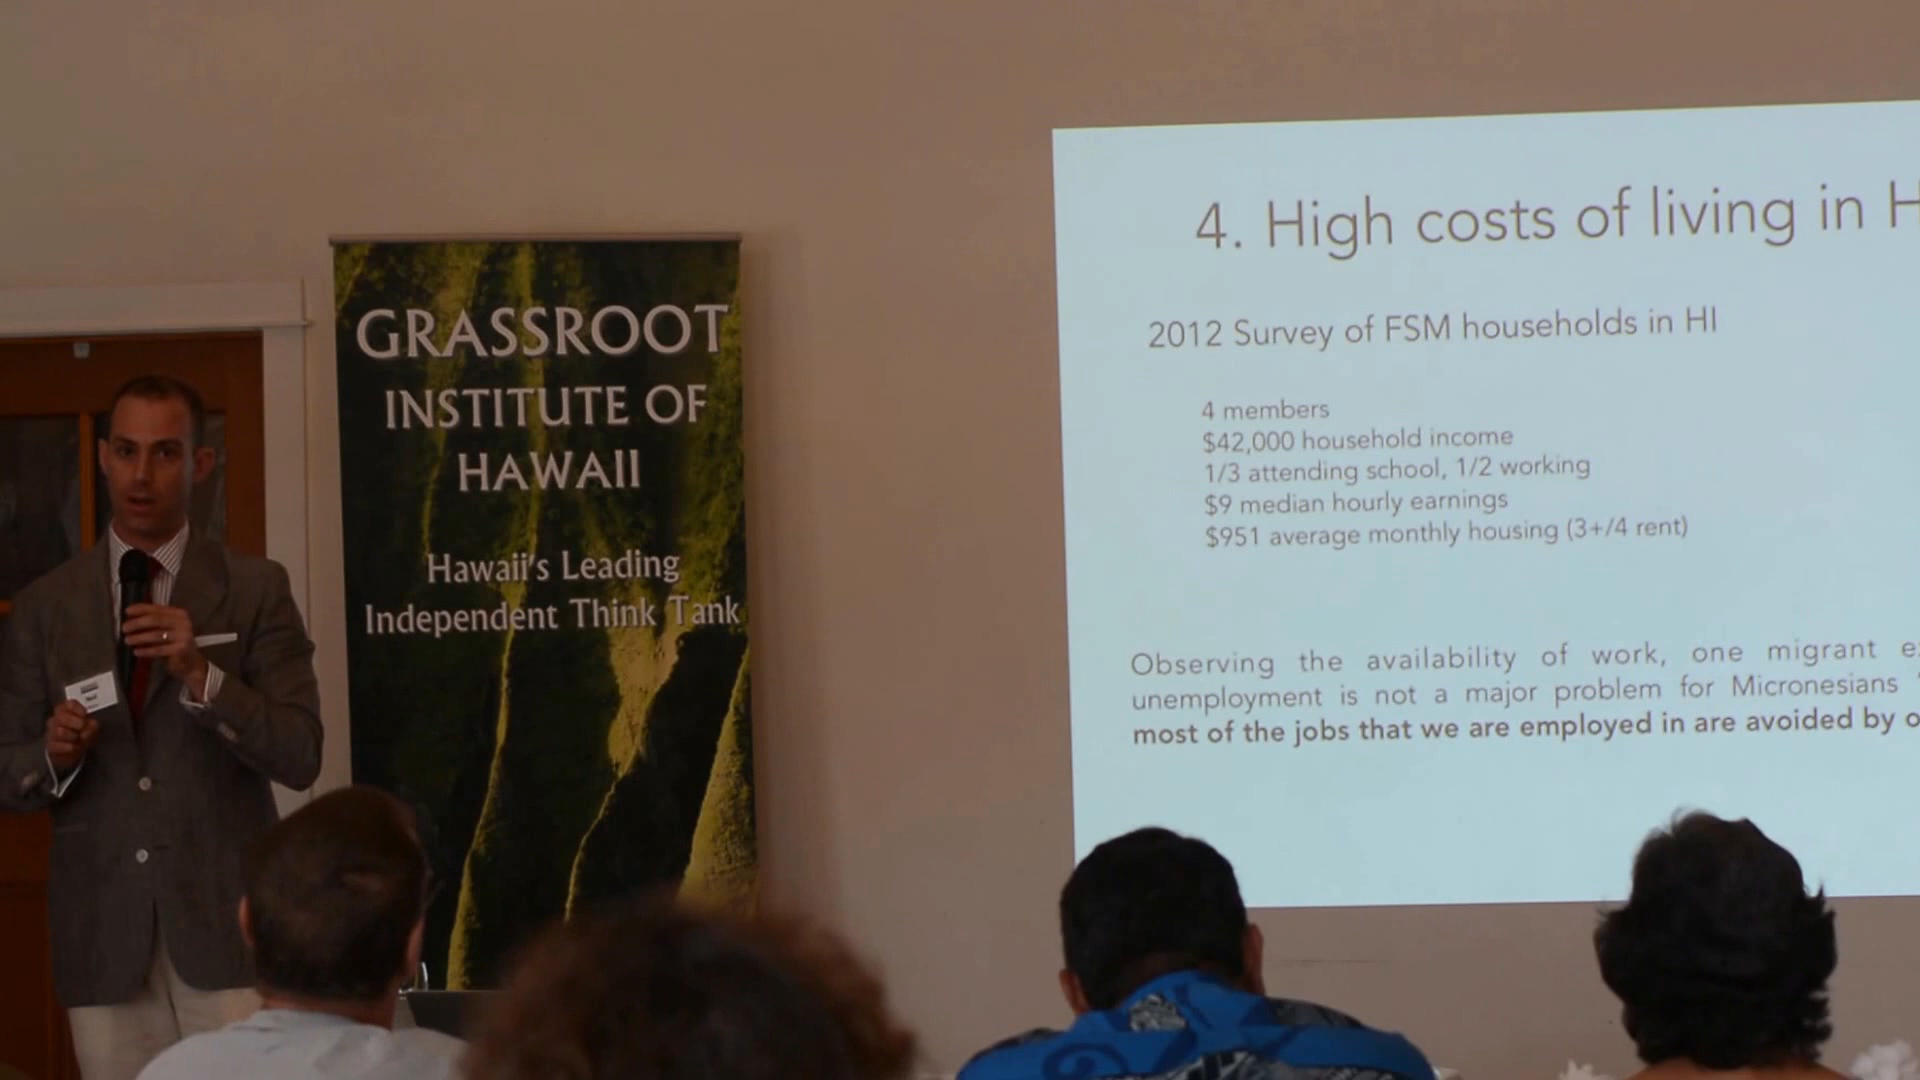 GRASSROOT
INSTITUTE OF
HAWAII
Hawaii's Leading
Independent Think Tank
4. High costs of living in H
2012 Survey of FSM households in HI
4 members
$42,000 household income
1/3 attending school, 1/2 working
$9 median hourly earnings
$951 average monthly housing (3+/4 rent)
Observing the availability of work, one migrant
unemployment is not a major problem for Micronesians
most of the jobs that we are employed in are avoided by